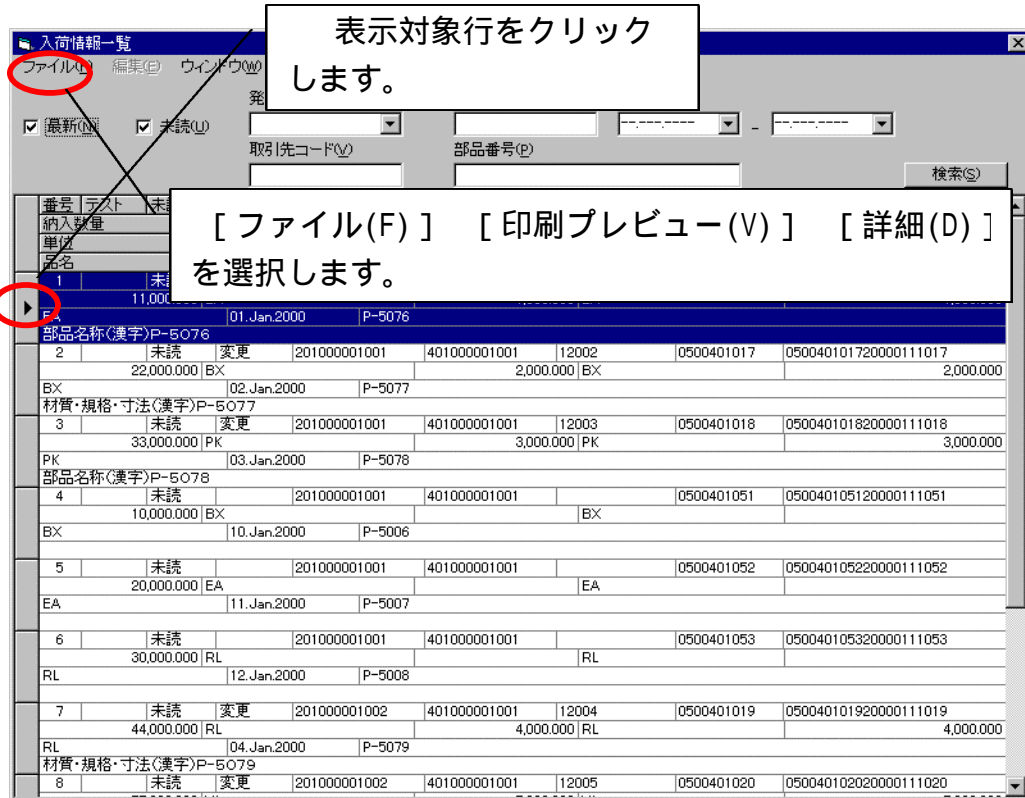 表示対象行をクリック
します。
入荷情報一覧
ファイル(F) 編集(E) ウィンドウ(W)
発
最新(N) 未読(U)
--.---.---- - --.---.----
取引先コード(V) 部品番号(P)
検索(S)
[ファイル(F)] [印刷プレビュー(V)] [詳細(D)]
を選択します。
番号 テスト 未
納入数量
単位
品名
1 未
11,000
EA 01.Jan.2000 P-5076
部品名称(漢字)P-5076
2 未読 変更 201000001001 401000001001 12002 0500401017 050040101720000111017
22,000.000 BX 2,000.000 BX 2,000.000
BX 02.Jan.2000 P-5077
材質・規格・寸法(漢字)P-5077
3 未読 変更 201000001001 401000001001 12003 0500401018 050040101820000111018
33,000.000 PK 3,000.000 PK 3,000.000
PK 03.Jan.2000 P-5078
部品名称(漢字)P-5078
4 未読 201000001001 401000001001 0500401051 050040105120000111051
10,000.000 BX BX
BX 10.Jan.2000 P-5006
5 未読 201000001001 401000001001 0500401052 050040105220000111052
20,000.000 EA EA
EA 11.Jan.2000 P-5007
6 未読 201000001001 401000001001 0500401053 050040105320000111053
30,000.000 RL RL
RL 12.Jan.2000 P-5008
7 未読 変更 201000001002 401000001001 12004 0500401019 050040101920000111019
44,000.000 RL 4,000.000 RL 4,000.000
RL 04.Jan.2000 P-5079
材質・規格・寸法(漢字)P-5079
8 未読 変更 201000001002 401000001001 12005 0500401020 050040102020000111020